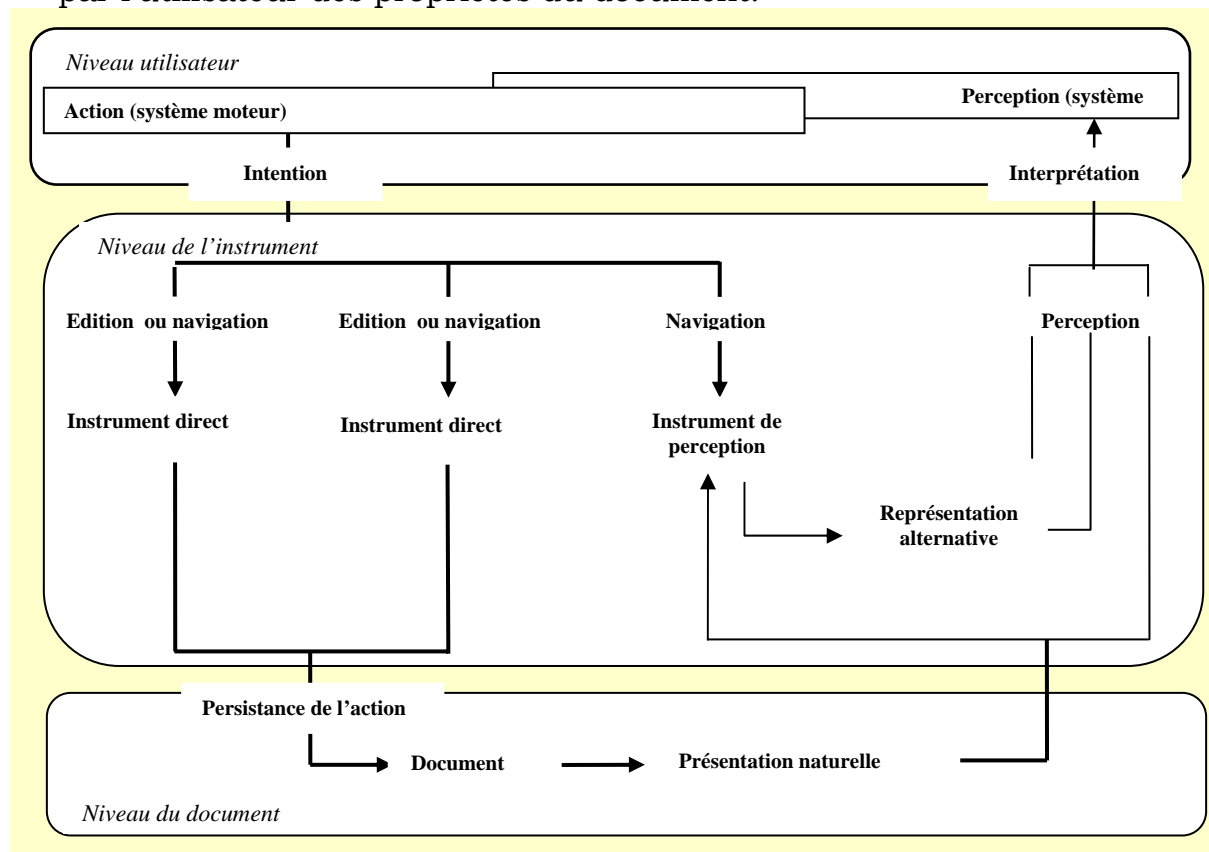 par l'utilisateur des propriétés du document.
Niveau utilisateur
Action (système moteur)
Perception (système
Intention
Interprétation
Niveau de l'instrument
Edition ou navigation
Edition ou navigation
Navigation
Perception
Instrument direct
Instrument direct
Instrument de
perception
Représentation
alternative
Persistance de l'action
Document
Présentation naturelle
Niveau du document